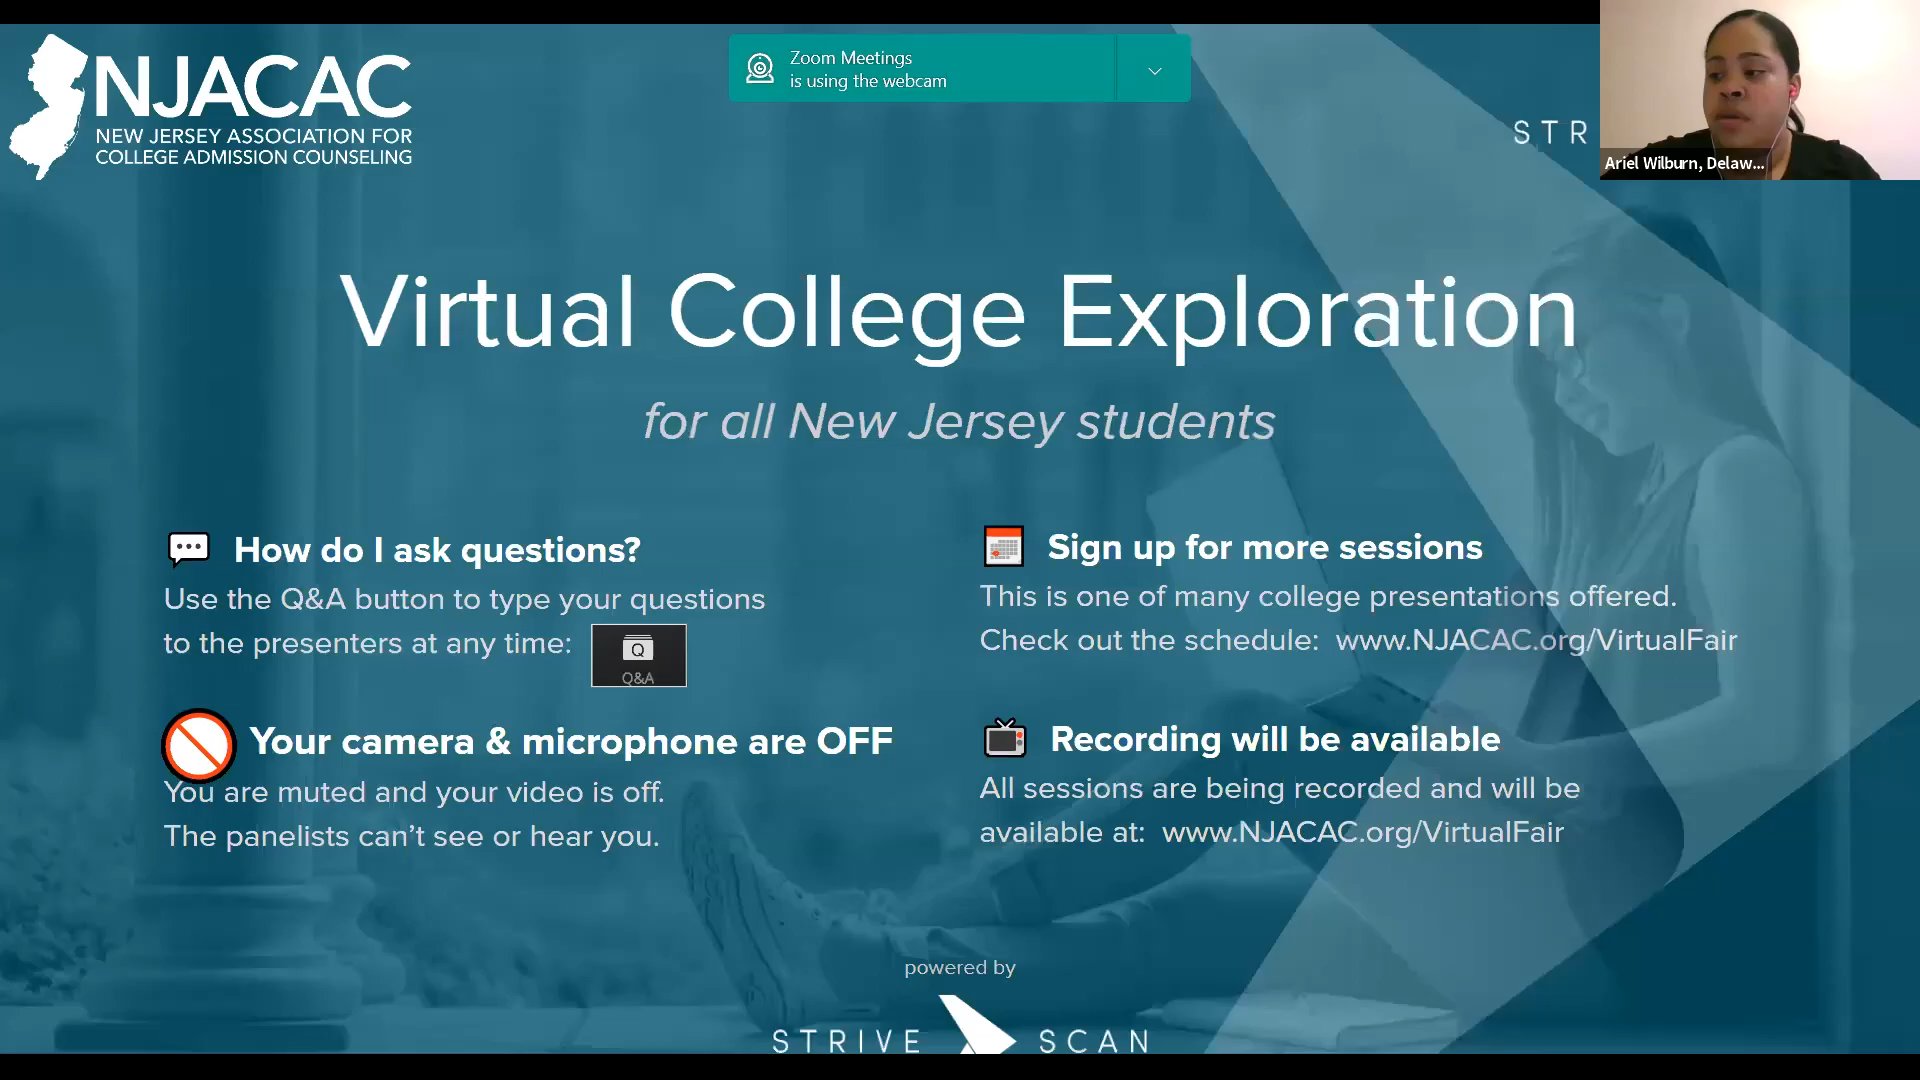 NJACAC
NEW JERSEY ASSOCIATION FOR
COLLEGE ADMISSION COUNSELING
Zoom Meetings
is using the webcam
STR
Ariel Wilburn, Delaw...
Virtual College Exploration
for all New Jersey students
How do I ask questions?
Use the Q&A button to type your questions
to the presenters at any time:
Q
Q&A
Sign up for more sessions
This is one of many college presentations offered.
Check out the schedule: www.NJACAC.org/VirtualFair
Your camera & microphone are OFF
You are muted and your video is off.
The panelists can't see or hear you.
Recording will be available
All sessions are being recorded and will be
available at: www.NJACAC.org/VirtualFair
powered by
STRIVE SCAN